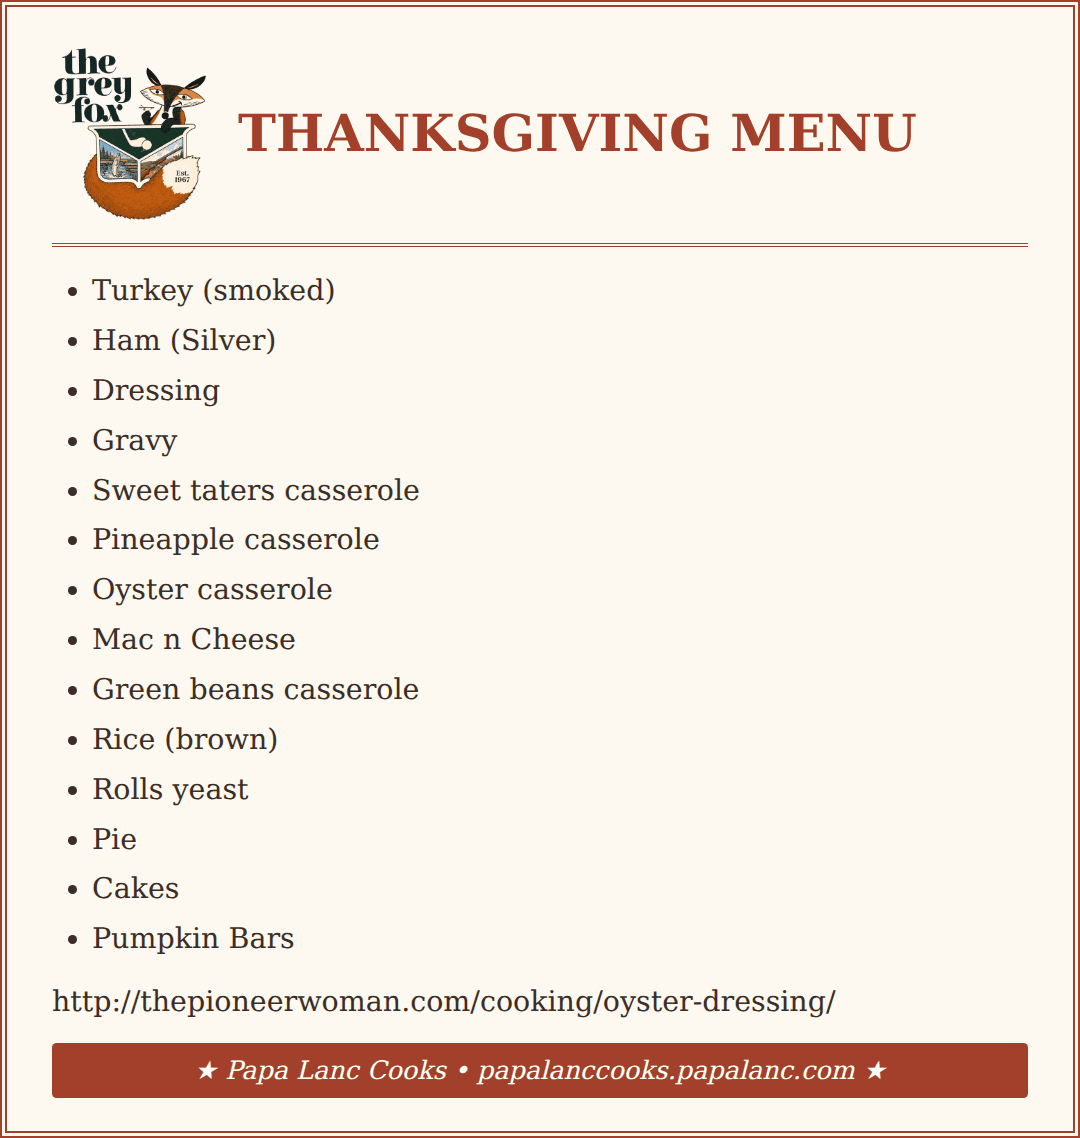 the
grey
fox
Est.
1967
THANKSGIVING MENU
• Turkey (smoked)
• Ham (Silver)
• Dressing
• Gravy
• Sweet taters casserole
• Pineapple casserole
• Oyster casserole
• Mac n Cheese
• Green beans casserole
• Rice (brown)
• Rolls yeast
• Pie
• Cakes
• Pumpkin Bars
http://thepioneerwoman.com/cooking/oyster-dressing/
★ Papa Lanc Cooks • papalanccooks.papalanc.com ★